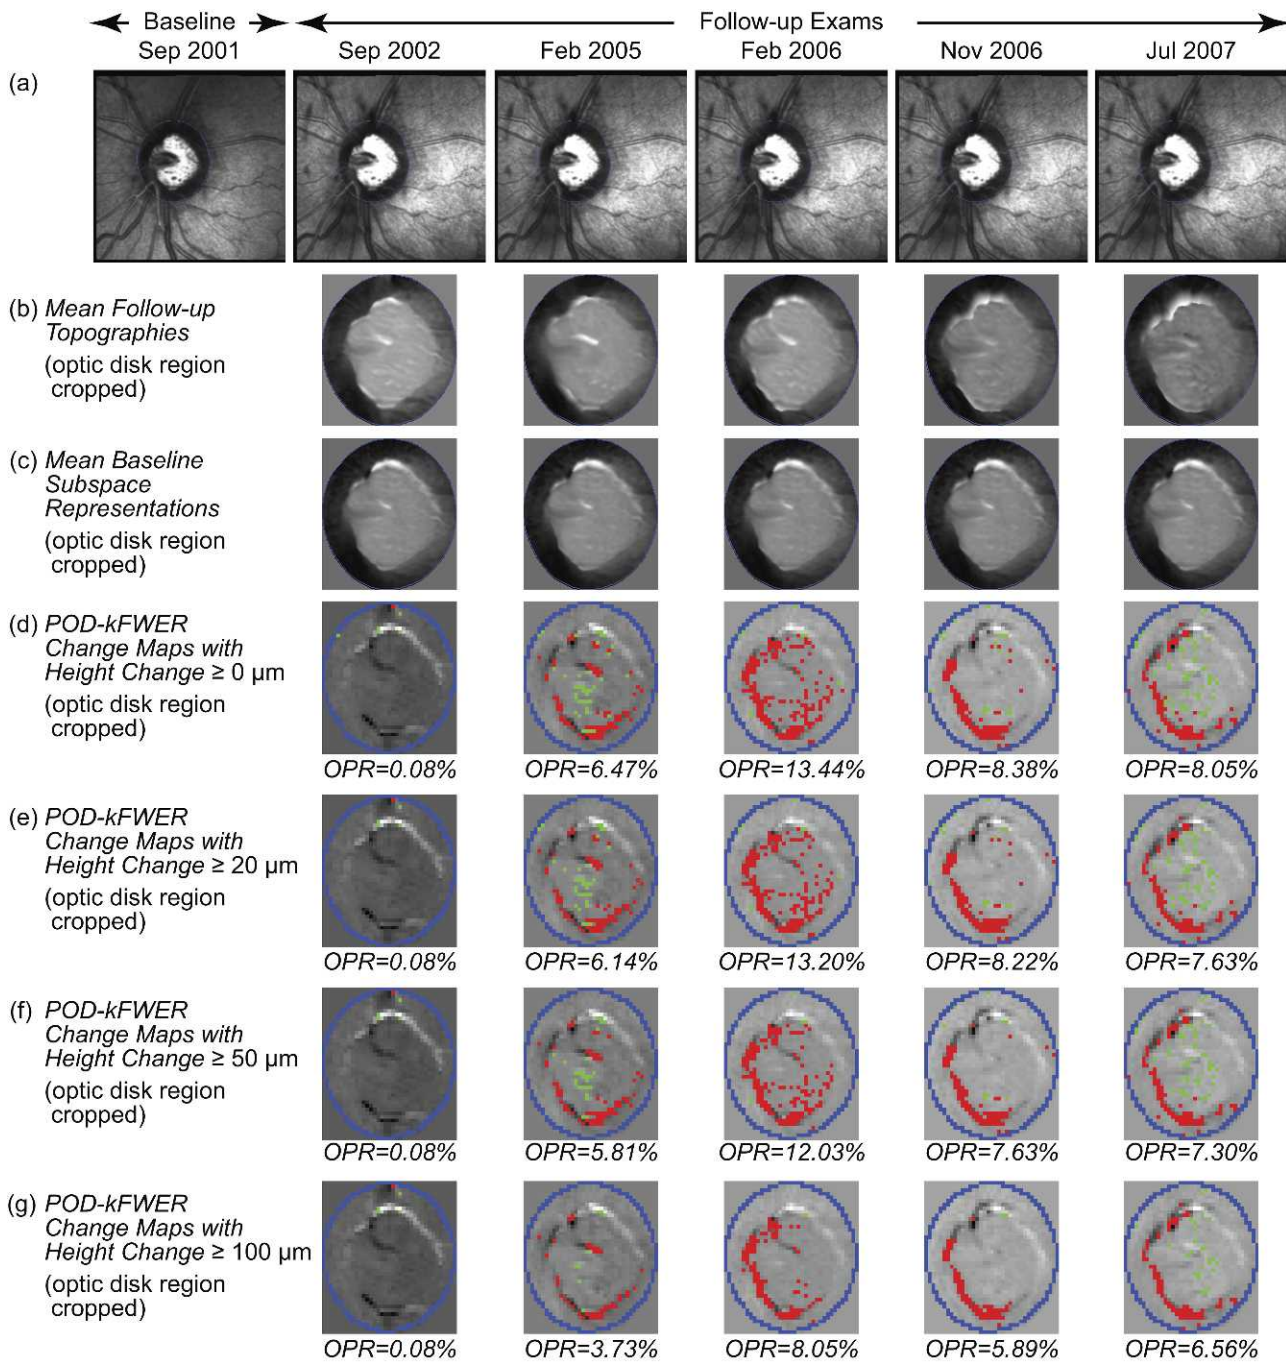 Baseline
Follow-up Exams
Sep 2001
Sep 2002
Feb 2005
Feb 2006
Nov 2006
Jul 2007
(a)
(b) Mean Follow-up
Topographies
(optic disk region
cropped)
(c) Mean Baseline
Subspace
Representations
(optic disk region
cropped)
(d) POD-kFWER
Change Maps with
Height Change ≥ 0 µm
(optic disk region
cropped)
OPR=0.08%
OPR=6.47%
OPR=13.44%
OPR=8.38%
OPR=8.05%
(e) POD-kFWER
Change Maps with
Height Change ≥ 20 µm
(optic disk region
cropped)
OPR=0.08%
OPR=6.14%
OPR=13.20%
OPR=8.22%
OPR=7.63%
(f) POD-kFWER
Change Maps with
Height Change ≥ 50 µm
(optic disk region
cropped)
OPR=0.08%
OPR=5.81%
OPR=12.03%
OPR=7.63%
OPR=7.30%
(g) POD-kFWER
Change Maps with
Height Change ≥ 100 µm
(optic disk region
cropped)
OPR=0.08%
OPR=3.73%
OPR=8.05%
OPR=5.89%
OPR=6.56%